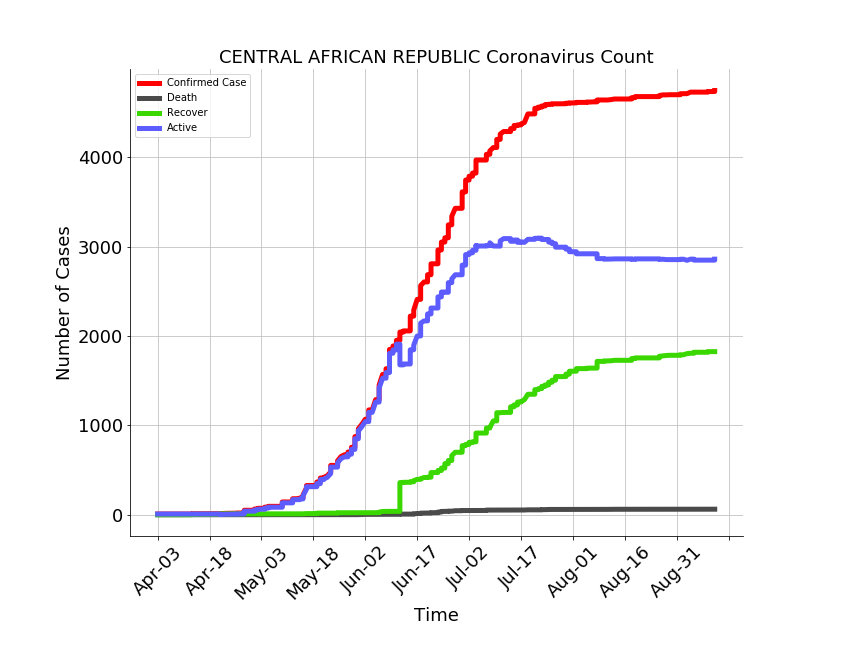 CENTRAL AFRICAN REPUBLIC Coronavirus Count
Confirmed Case
Death
Recover
Active
Number of Cases
4000
3000
2000
1000
0
Apr-03
Apr-18
May-03
May-18
Jun-02
Jun-17
Jul-02
Jul-17
Aug-01
Aug-16
Aug-31
Time